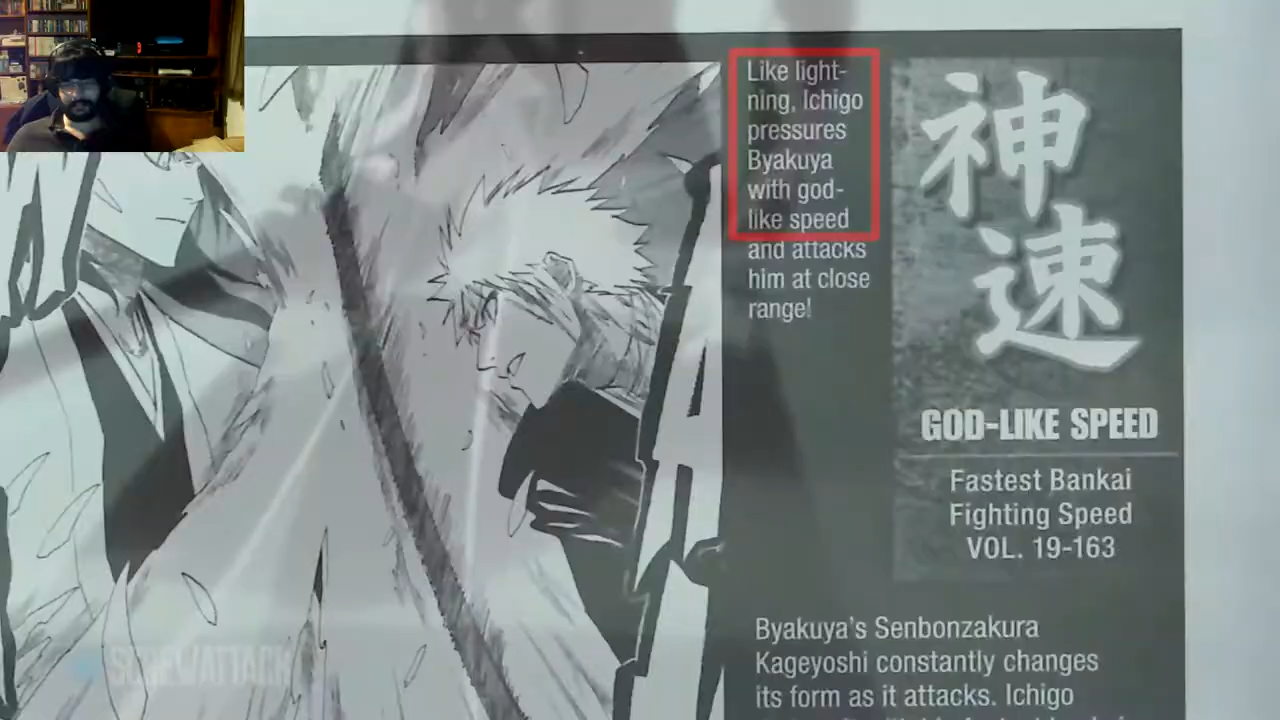 Like light-
ning, Ichigo
pressures
Byakuya
with god-
like speed
and attacks
him at close
range!
神
速
GOD-LIKE SPEED
Fastest Bankai
Fighting Speed
VOL. 19-163
Byakuya's Senbonzakura
Kageyoshi constantly changes
its form as it attacks. Ichigo
SCREWATTACK